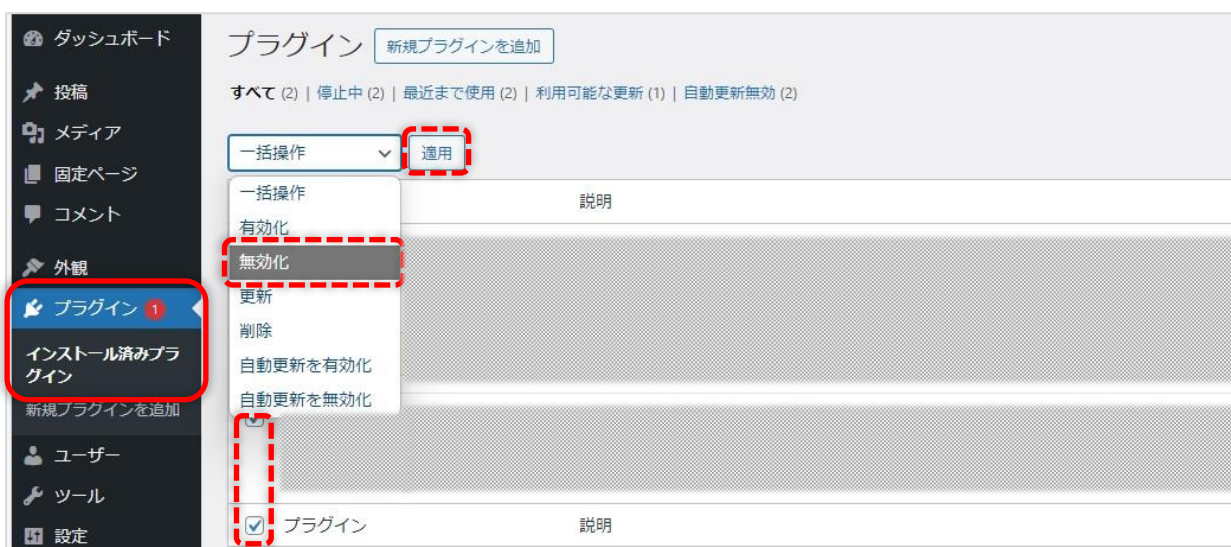 ダッシュボード
投稿
メディア
固定ページ
コメント
外観
プラグイン 1
インストール済みプラ
グイン
新規プラグインを追加
ユーザー
ツール
設定
プラグイン 新規プラグインを追加
すべて (2) | 停止中 (2) | 最近まで使用 (2) | 利用可能な更新 (1) | 自動更新無効 (2)
一括操作 適用
一括操作
有効化
無効化
更新
削除
自動更新を有効化
自動更新を無効化
説明
プラグイン 説明